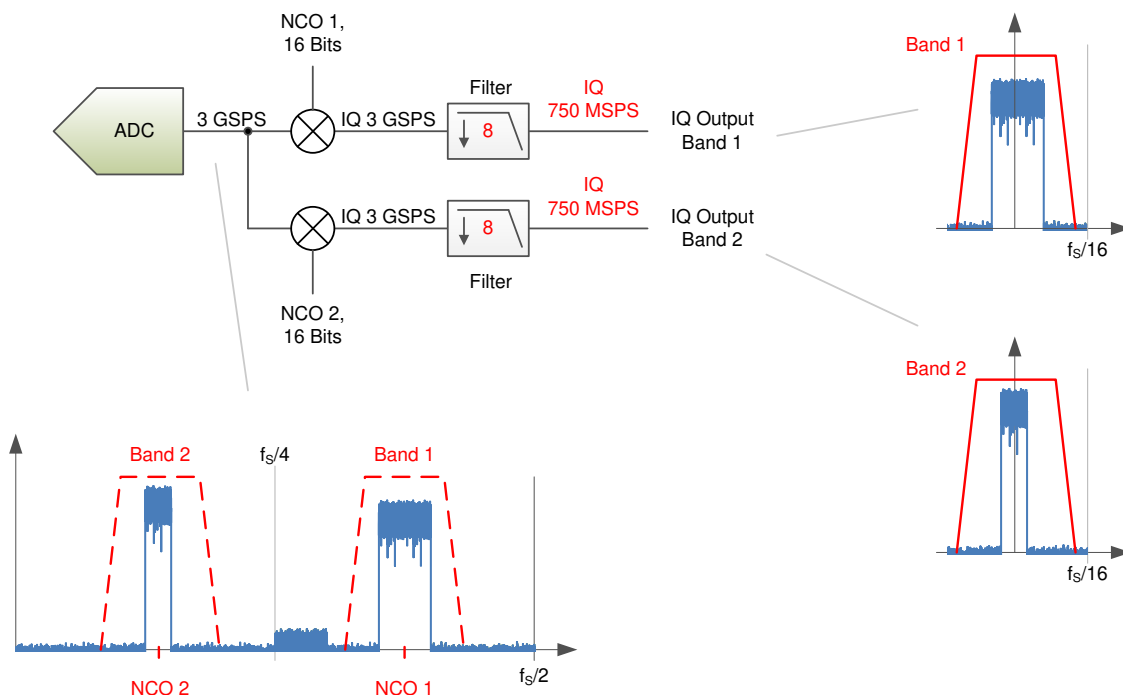 NCO 1,
16 Bits
ADC
3 GSPS
IQ 3 GSPS
Filter
8
IQ
750 MSPS
IQ Output
Band 1
IQ 3 GSPS
8
Filter
IQ
750 MSPS
IQ Output
Band 2
NCO 2,
16 Bits
Band 1
fS/16
Band 2
fS/16
Band 2
fS/4
Band 1
NCO 2
NCO 1
fS/2